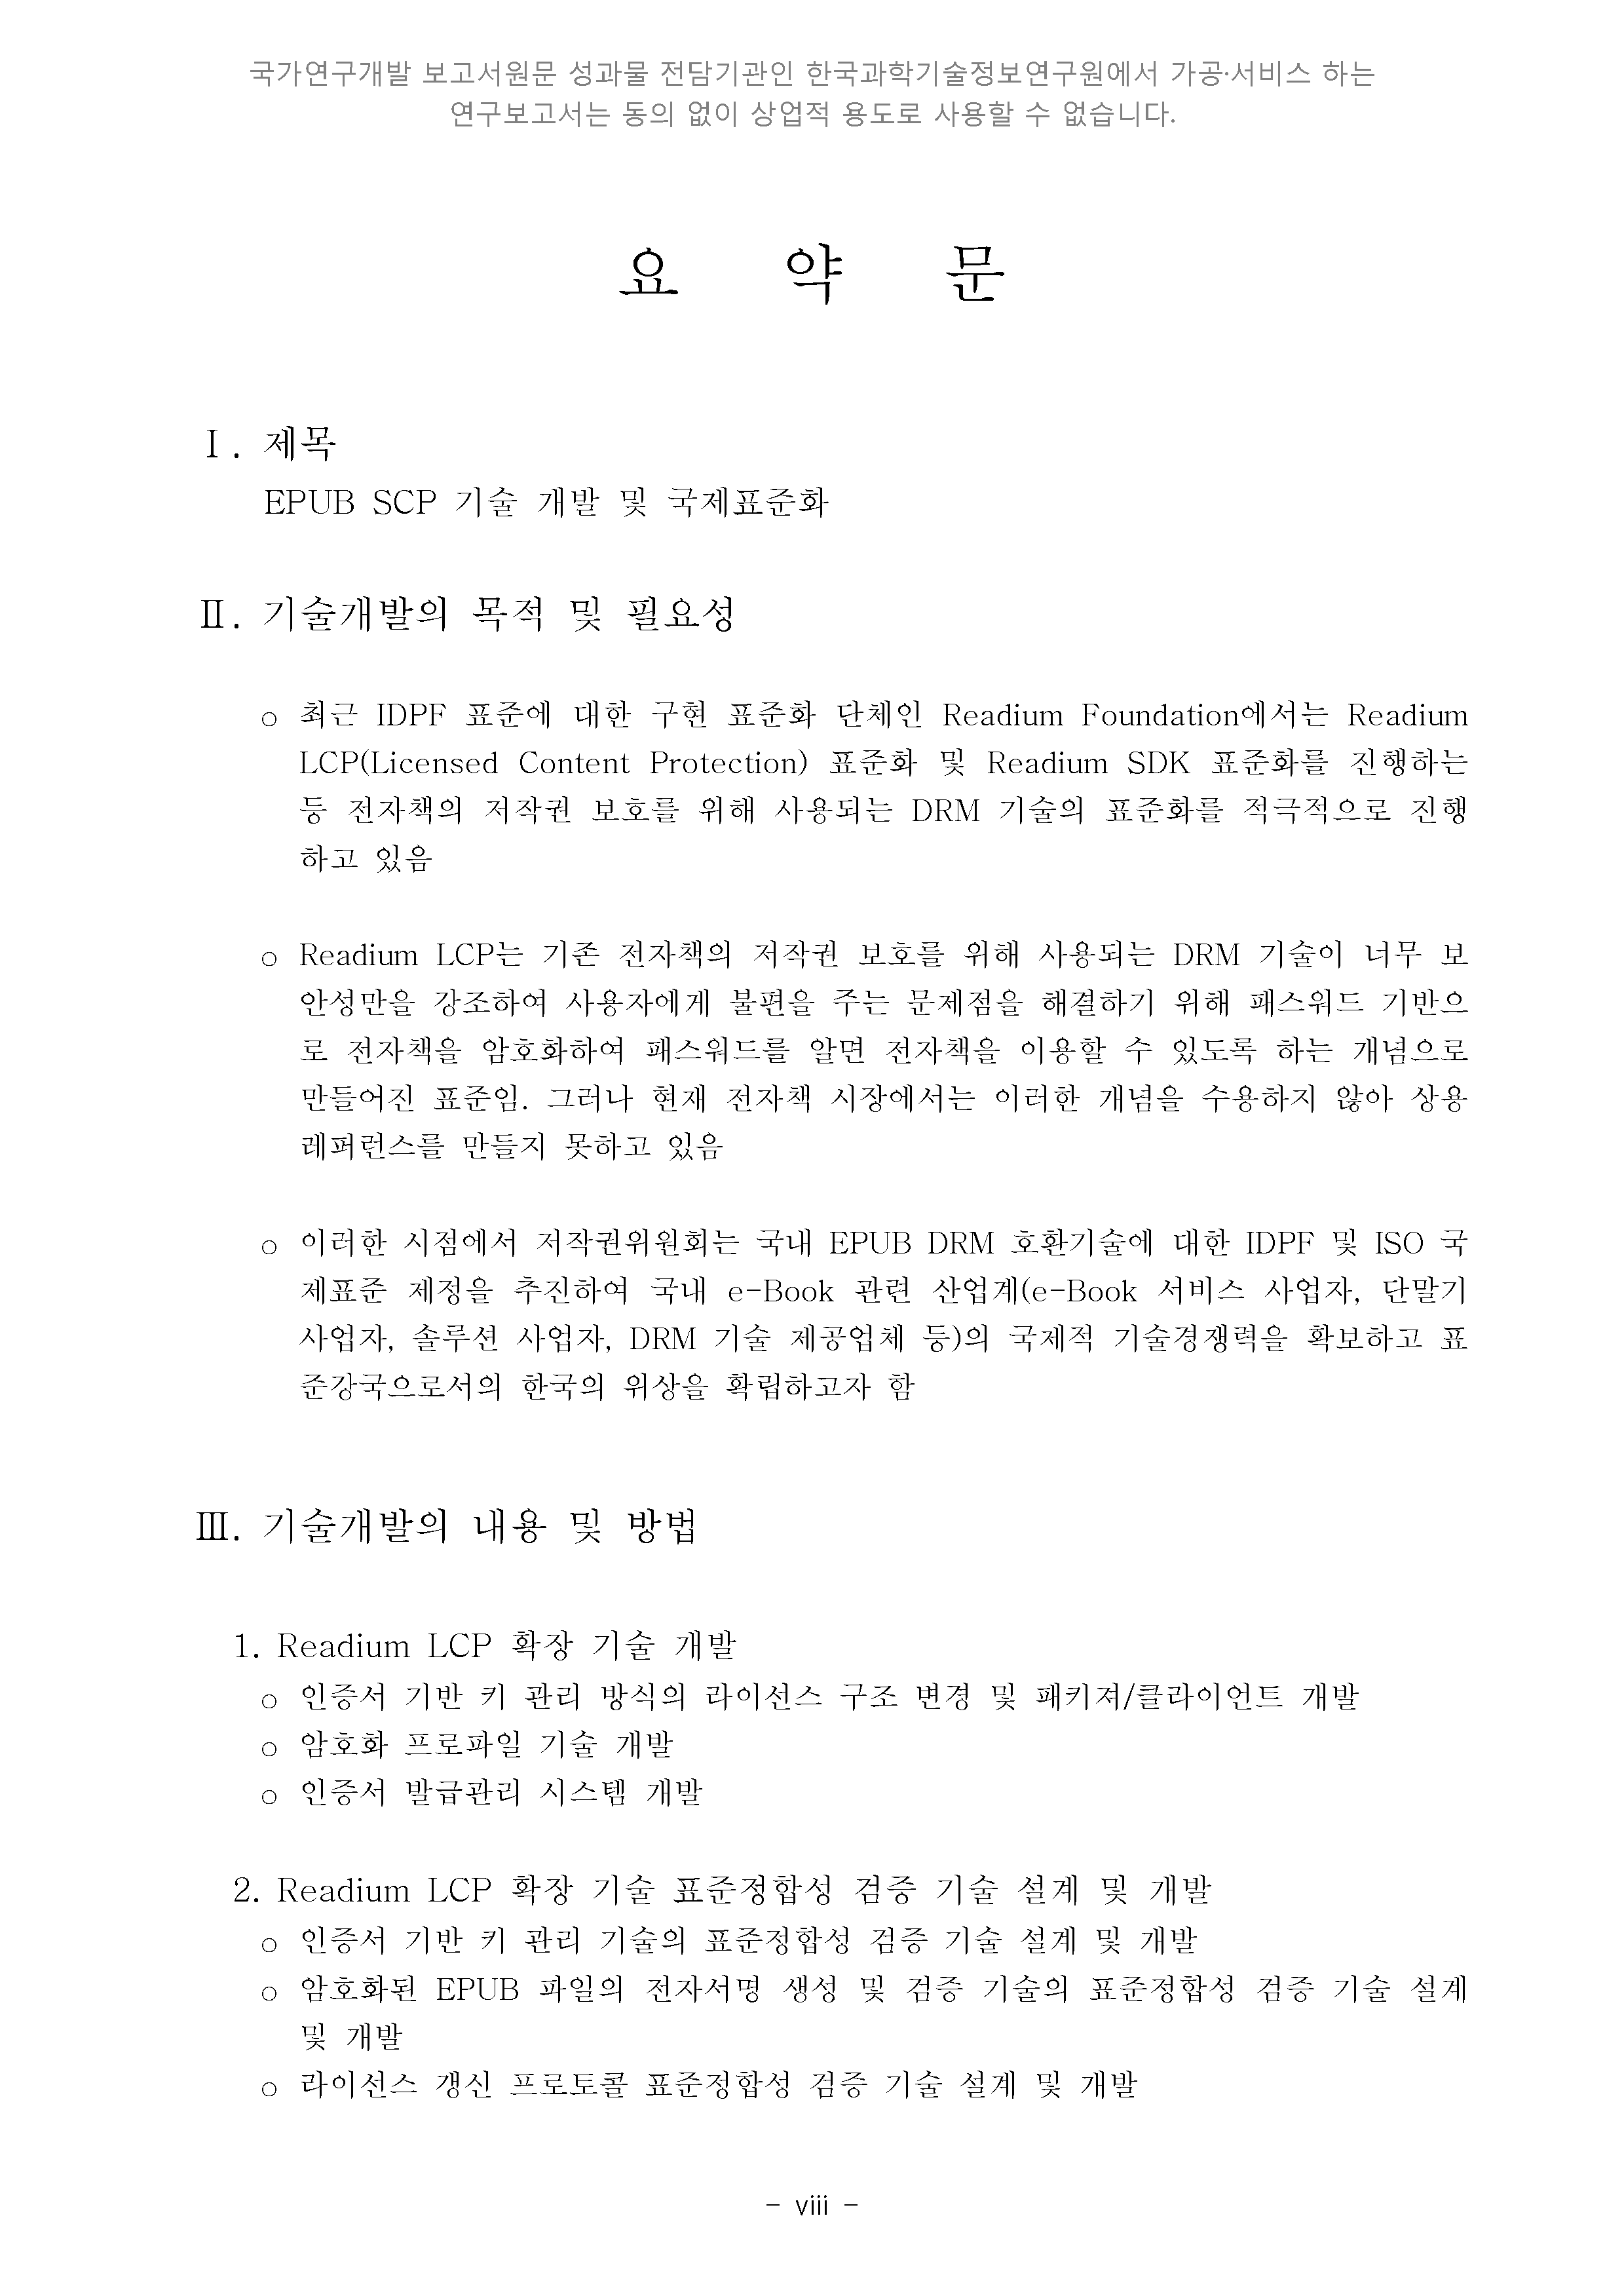 국가연구개발 보고서원문 성과물 전담기관인 한국과학기술정보연구원에서 가공·서비스 하는
연구보고서는 동의 없이 상업적 용도로 사용할 수 없습니다.
요 약 문
Ⅰ. 제목
EPUB SCP 기술 개발 및 국제표준화
Ⅱ. 기술개발의 목적 및 필요성
○ 최근 IDPF 표준에 대한 구현 표준화 단체인 Readium Foundation에서는 Readium
LCP(Licensed Content Protection) 표준화 및 Readium SDK 표준화를 진행하는
등 전자책의 저작권 보호를 위해 사용되는 DRM 기술의 표준화를 적극적으로 진행
하고 있음
○ Readium LCP는 기존 전자책의 저작권 보호를 위해 사용되는 DRM 기술이 너무 보
안성만을 강조하여 사용자에게 불편을 주는 문제점을 해결하기 위해 패스워드 기반으
로 전자책을 암호화하여 패스워드를 알면 전자책을 이용할 수 있도록 하는 개념으로
만들어진 표준임. 그러나 현재 전자책 시장에서는 이러한 개념을 수용하지 않아 상용
레퍼런스를 만들지 못하고 있음
○ 이러한 시점에서 저작권위원회는 국내 EPUB DRM 호환기술에 대한 IDPF 및 ISO 국
제표준 제정을 추진하여 국내 e-Book 관련 산업계(e-Book 서비스 사업자, 단말기
사업자, 솔루션 사업자, DRM 기술 제공업체 등)의 국제적 기술경쟁력을 확보하고 표
준강국으로서의 한국의 위상을 확립하고자 함
Ⅲ. 기술개발의 내용 및 방법
1. Readium LCP 확장 기술 개발
○ 인증서 기반 키 관리 방식의 라이선스 구조 변경 및 패키져/클라이언트 개발
○ 암호화 프로파일 기술 개발
○ 인증서 발급관리 시스템 개발
2. Readium LCP 확장 기술 표준정합성 검증 기술 설계 및 개발
○ 인증서 기반 키 관리 기술의 표준정합성 검증 기술 설계 및 개발
○ 암호화된 EPUB 파일의 전자서명 생성 및 검증 기술의 표준정합성 검증 기술 설계
및 개발
○ 라이선스 갱신 프로토콜 표준정합성 검증 기술 설계 및 개발
- viii -